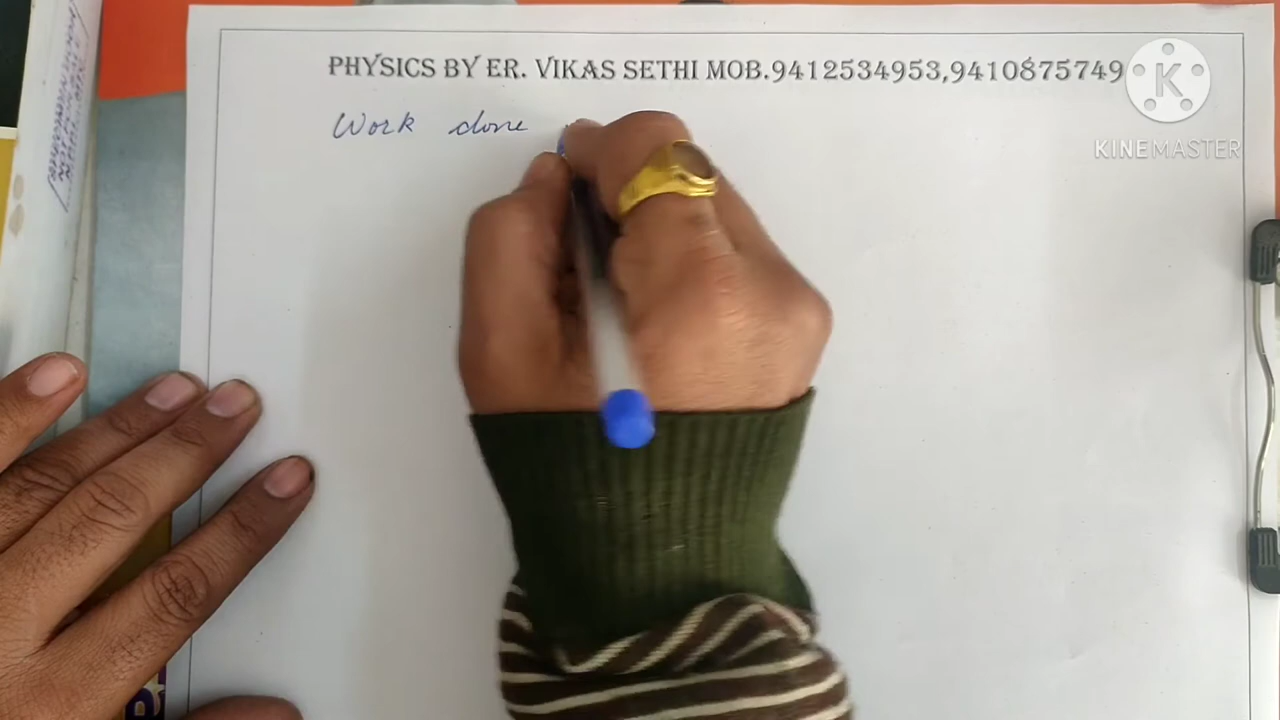 PHYSICS BY ER. VIKAS SETHI MOB.9412534953,9410875749
Work done
KINEMASTER